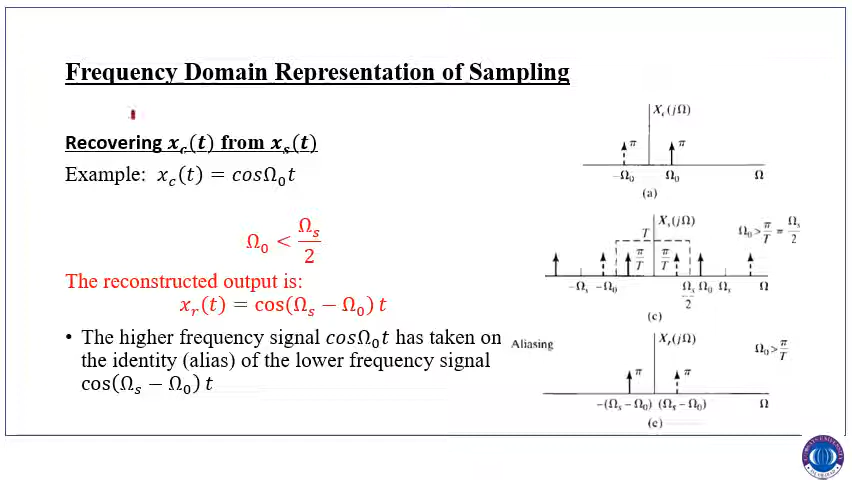 Frequency Domain Representation of Sampling
Recovering x_c(t) from x_s(t)
Example: x_c(t) = cosΩ₀t
Ω₀ < Ω_s/2
The reconstructed output is:
x_r(t) = cos(Ω_s − Ω₀) t
• The higher frequency signal cosΩ₀t has taken on
the identity (alias) of the lower frequency signal
cos(Ω_s − Ω₀) t
X_c(jΩ)
π π
−Ω₀ Ω₀ Ω
(a)
X_s(jΩ)
T
Ω₀ > π/T = Ω_s/2
π/T π/T
−Ω_s −Ω₀ Ω_s/2 Ω₀ Ω_s Ω
(c)
Aliasing
X_r(jΩ)
Ω₀ > π/T
π π
−(Ω_s − Ω₀) (Ω_s − Ω₀) Ω
(e)